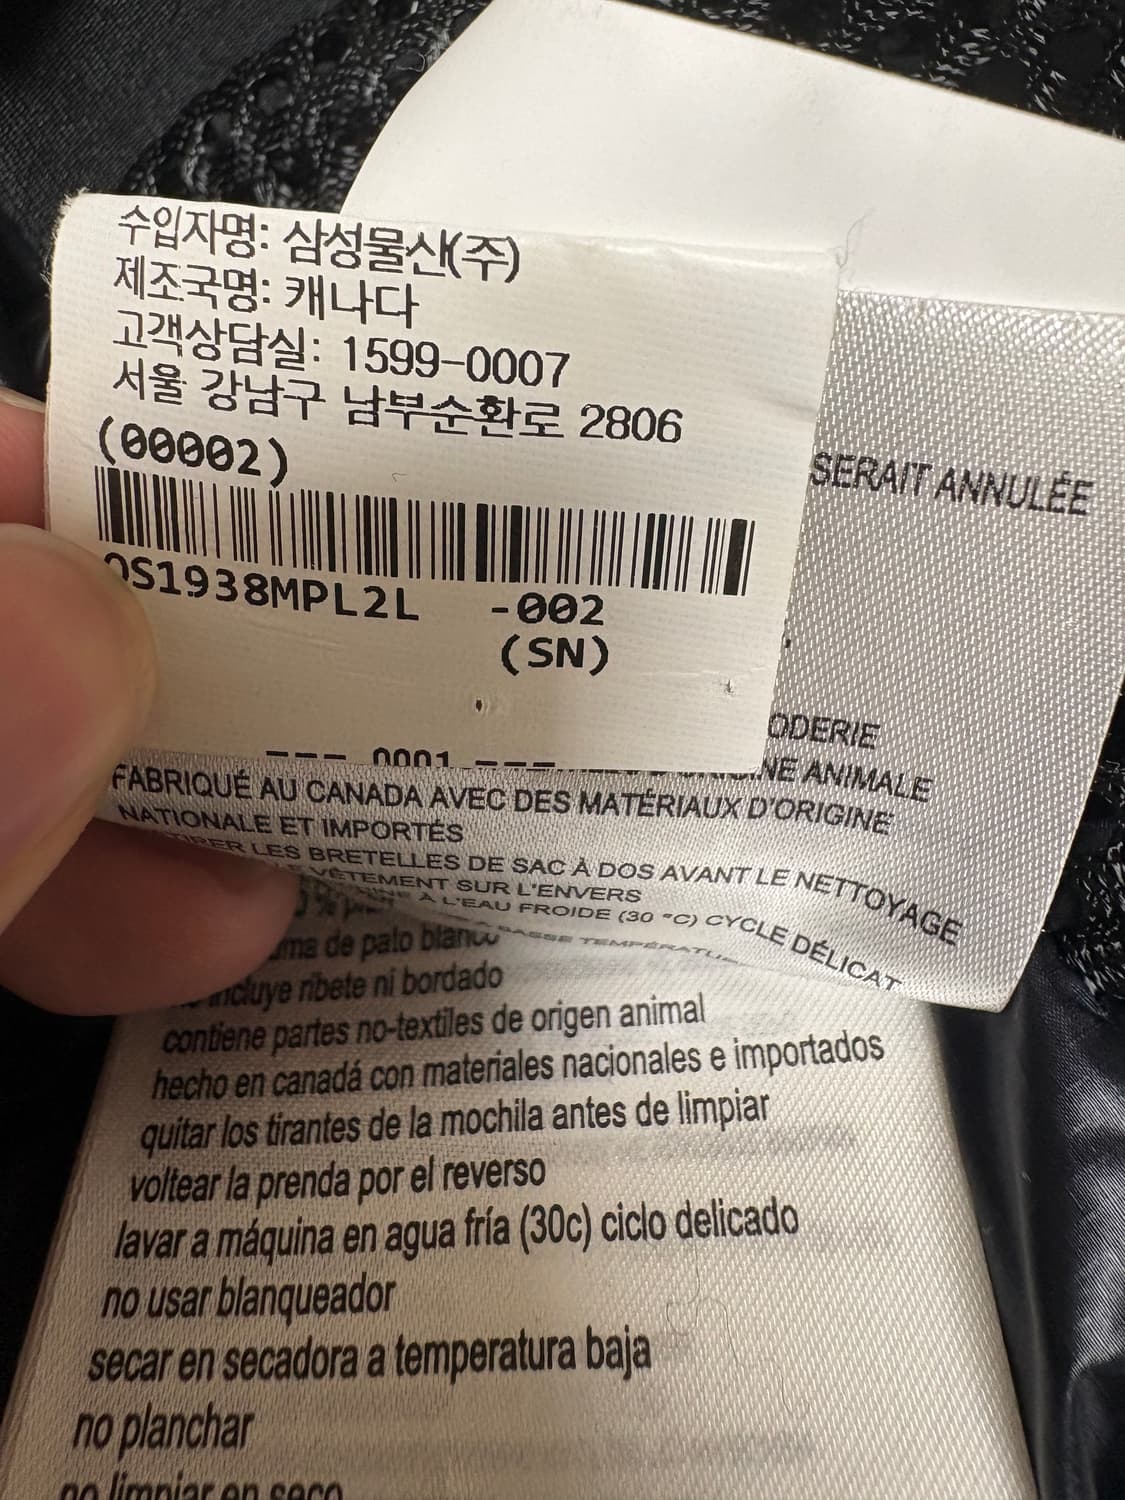 수입자명: 삼성물산(주)
제조국명: 캐나다
고객상담실: 1599-0007
서울 강남구 남부순환로 2806
(00002)
OS1938MPL2L -002
(SN)
--- 0001 ---
SERAIT ANNULÉE
ANIMALE
FABRIQUÉ AU CANADA AVEC DES MATÉRIAUX D'ORIGINE
NATIONALE ET IMPORTÉS
LES BRETELLES DE SAC À DOS AVANT LE NETTOYAGE
VÊTEMENT SUR L'ENVERS
À L'EAU FROIDE (30 °C) CYCLE DÉLICAT
BASSE
de pato blanco
incluye ribete ni bordado
contiene partes no-textiles de origen animal
hecho en canadá con materiales nacionales e importados
quitar los tirantes de la mochila antes de limpiar
voltear la prenda por el reverso
lavar a máquina en agua fría (30c) ciclo delicado
no usar blanqueador
secar en secadora a temperatura baja
no planchar
no limpiar en seco